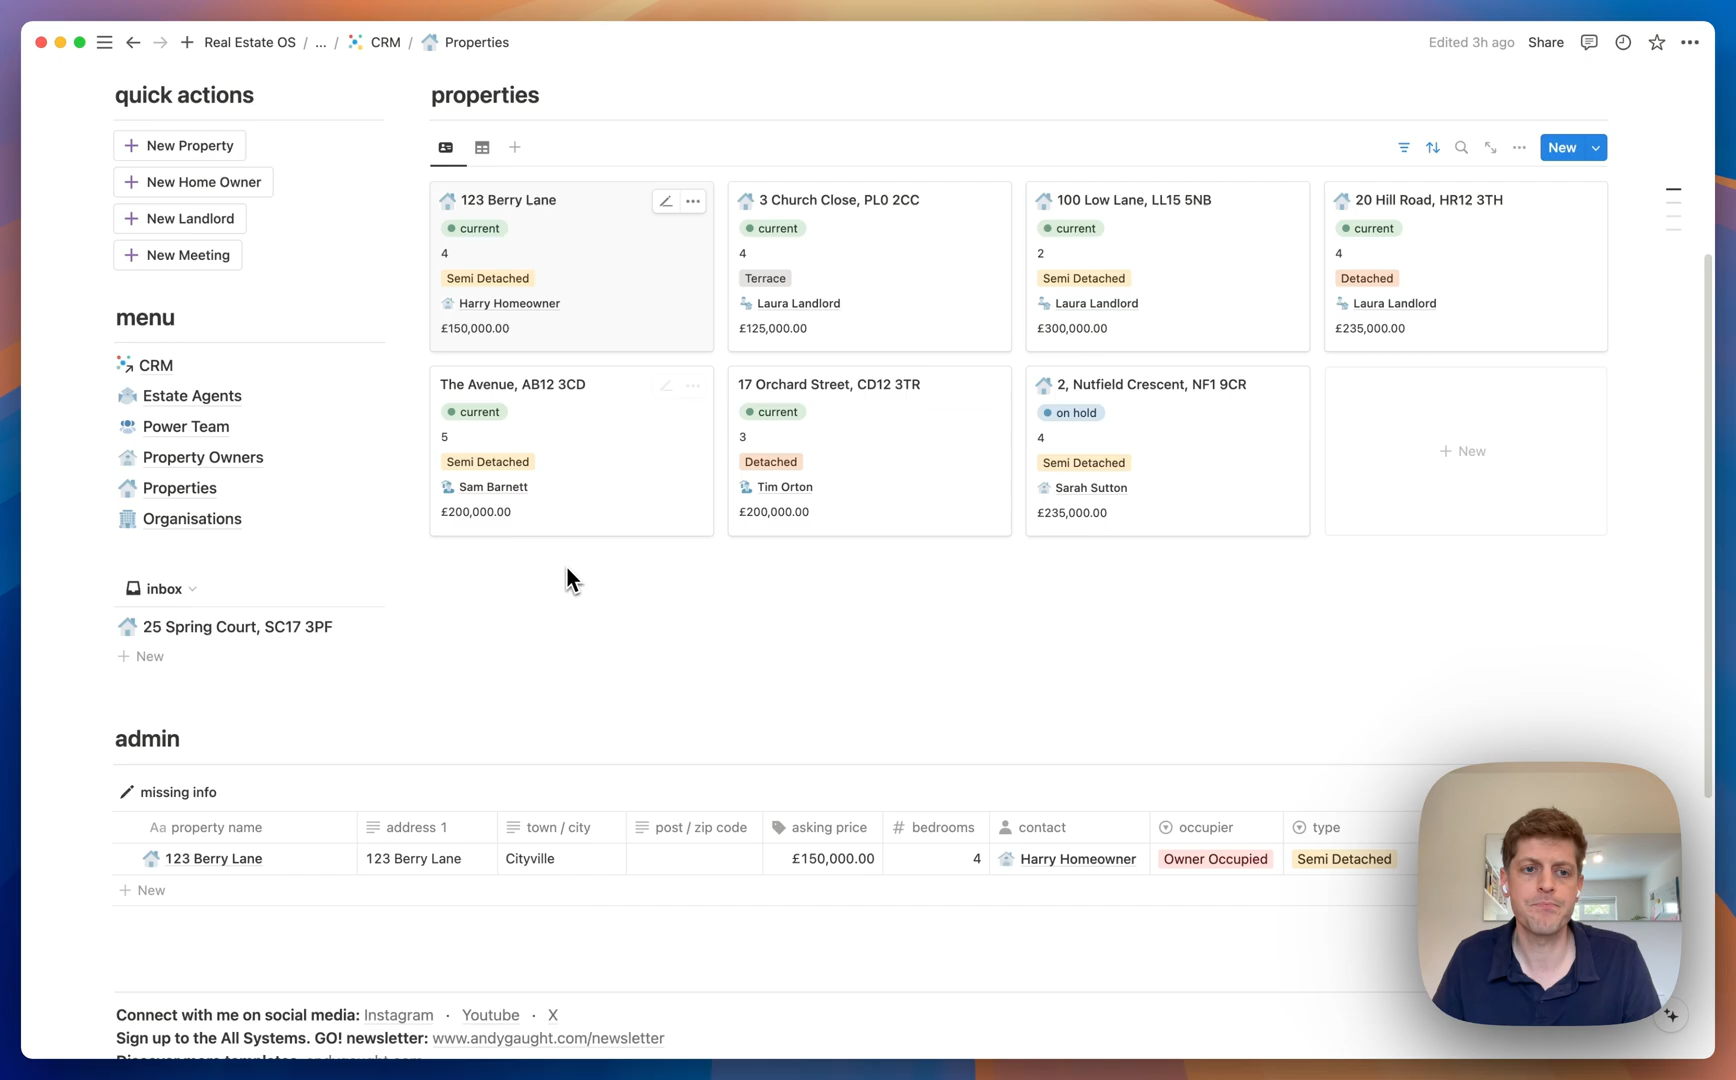 Real Estate OS / ... / CRM / Properties
Edited 3h ago Share
quick actions
New Property
New Home Owner
New Landlord
New Meeting
menu
CRM
Estate Agents
Power Team
Property Owners
Properties
Organisations
inbox
25 Spring Court, SC17 3PF
+ New
properties
New
123 Berry Lane
current
4
Semi Detached
Harry Homeowner
£150,000.00
3 Church Close, PL0 2CC
current
4
Terrace
Laura Landlord
£125,000.00
100 Low Lane, LL15 5NB
current
2
Semi Detached
Laura Landlord
£300,000.00
20 Hill Road, HR12 3TH
current
4
Detached
Laura Landlord
£235,000.00
The Avenue, AB12 3CD
current
5
Semi Detached
Sam Barnett
£200,000.00
17 Orchard Street, CD12 3TR
current
3
Detached
Tim Orton
£200,000.00
2, Nutfield Crescent, NF1 9CR
on hold
4
Semi Detached
Sarah Sutton
£235,000.00
+ New
admin
missing info
Aa property name address 1 town / city post / zip code asking price # bedrooms contact occupier type
123 Berry Lane 123 Berry Lane Cityville £150,000.00 4 Harry Homeowner Owner Occupied Semi Detached
+ New
Connect with me on social media: Instagram · Youtube · X
Sign up to the All Systems. GO! newsletter: www.andygaught.com/newsletter